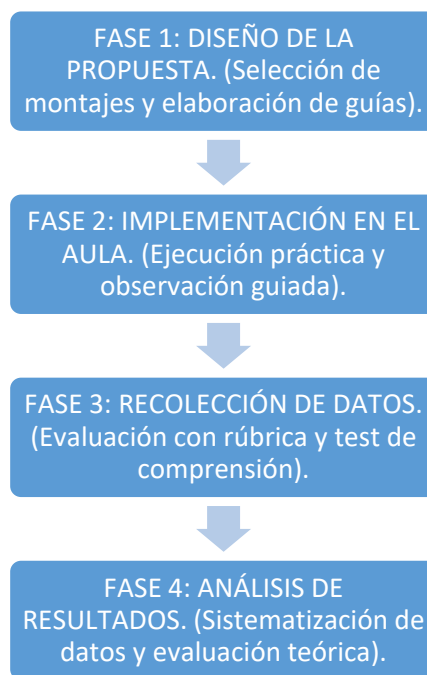 FASE 1: DISEÑO DE LA
PROPUESTA. (Selección de
montajes y elaboración de guías).
FASE 2: IMPLEMENTACIÓN EN EL
AULA. (Ejecución práctica y
observación guiada).
FASE 3: RECOLECCIÓN DE DATOS.
(Evaluación con rúbrica y test de
comprensión).
FASE 4: ANÁLISIS DE
RESULTADOS. (Sistematización de
datos y evaluación teórica).